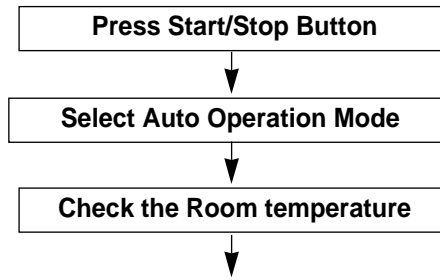 Press Start/Stop Button
Select Auto Operation Mode
Check the Room temperature